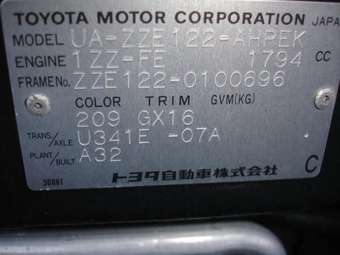 TOYOTA MOTOR CORPORATION JAPA
MODEL UA-ZZE122-AHPEK
ENGINE 1ZZ-FE 1794 CC
FRAME NO. ZZE122-0100696
COLOR TRIM GVM(KG)
209 GX16
TRANS./AXLE U341E -07A
PLANT/BUILT A32
C
トヨタ自動車株式会社